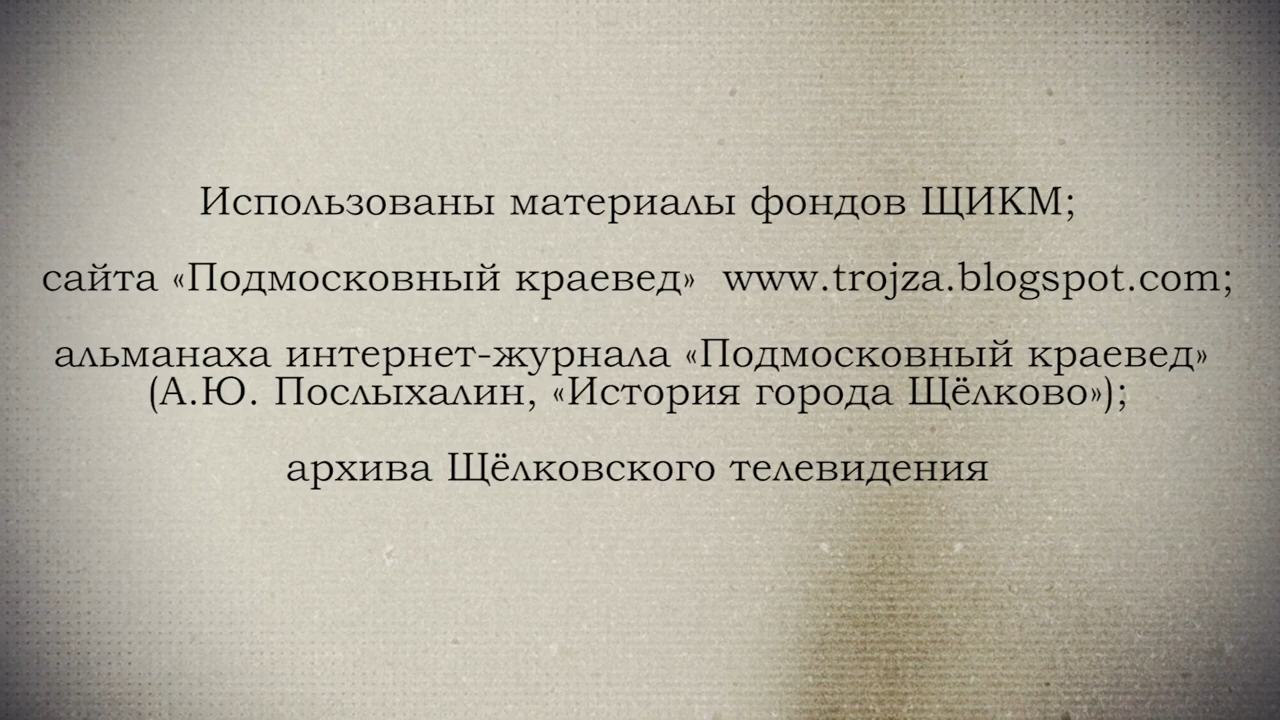 Использованы материалы фондов ЩИКМ;
сайта «Подмосковный краевед» www.trojza.blogspot.com;
альманаха интернет-журнала «Подмосковный краевед»
(А.Ю. Послыхалин, «История города Щёлково»);
архива Щёлковского телевидения